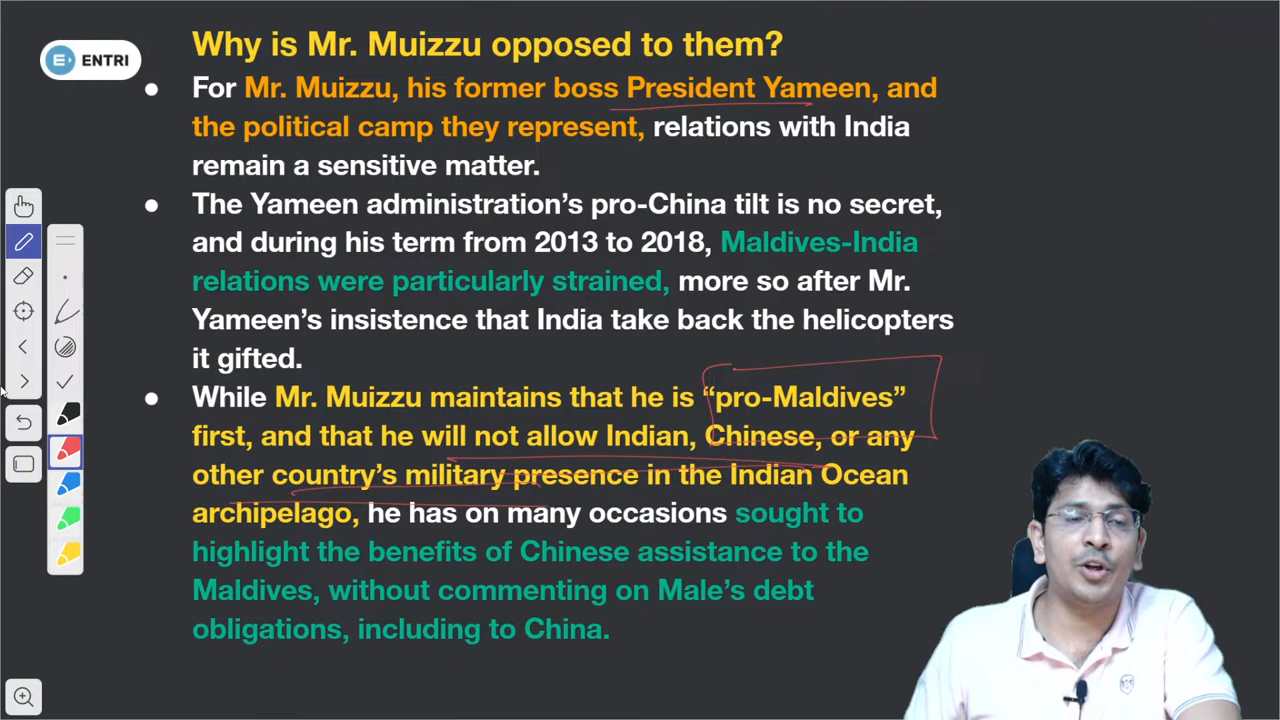 Why is Mr. Muizzu opposed to them?
ENTRI
● For Mr. Muizzu, his former boss President Yameen, and
the political camp they represent, relations with India
remain a sensitive matter.
● The Yameen administration’s pro-China tilt is no secret,
and during his term from 2013 to 2018, Maldives-India
relations were particularly strained, more so after Mr.
Yameen’s insistence that India take back the helicopters
it gifted.
● While Mr. Muizzu maintains that he is “pro-Maldives”
first, and that he will not allow Indian, Chinese, or any
other country’s military presence in the Indian Ocean
archipelago, he has on many occasions sought to
highlight the benefits of Chinese assistance to the
Maldives, without commenting on Male’s debt
obligations, including to China.